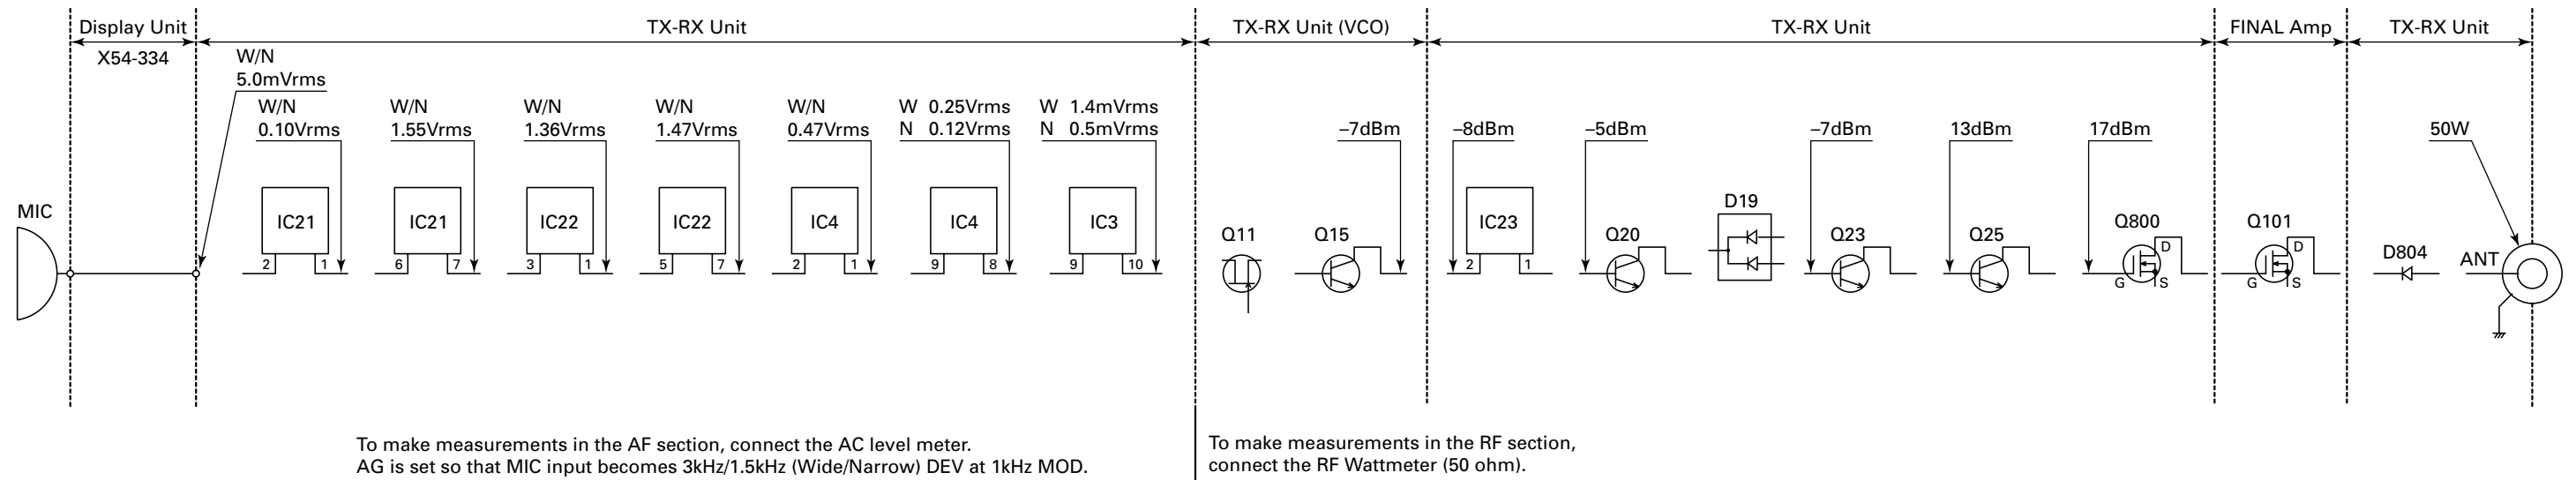 Display Unit
X54-334
TX-RX Unit
TX-RX Unit (VCO)
TX-RX Unit
FINAL Amp
TX-RX Unit
W/N
5.0mVrms
W/N
0.10Vrms
W/N
1.55Vrms
W/N
1.36Vrms
W/N
1.47Vrms
W/N
0.47Vrms
W 0.25Vrms
N 0.12Vrms
W 1.4mVrms
N 0.5mVrms
–7dBm
–8dBm
–5dBm
–7dBm
13dBm
17dBm
50W
MIC
IC21
2 1
IC21
6 7
IC22
3 1
IC22
5 7
IC4
2 1
IC4
9 8
IC3
9 10
Q11
Q15
IC23
2 1
Q20
D19
Q23
Q25
Q800
D
G S
Q101
D
G S
D804
ANT
To make measurements in the AF section, connect the AC level meter.
AG is set so that MIC input becomes 3kHz/1.5kHz (Wide/Narrow) DEV at 1kHz MOD.
To make measurements in the RF section,
connect the RF Wattmeter (50 ohm).